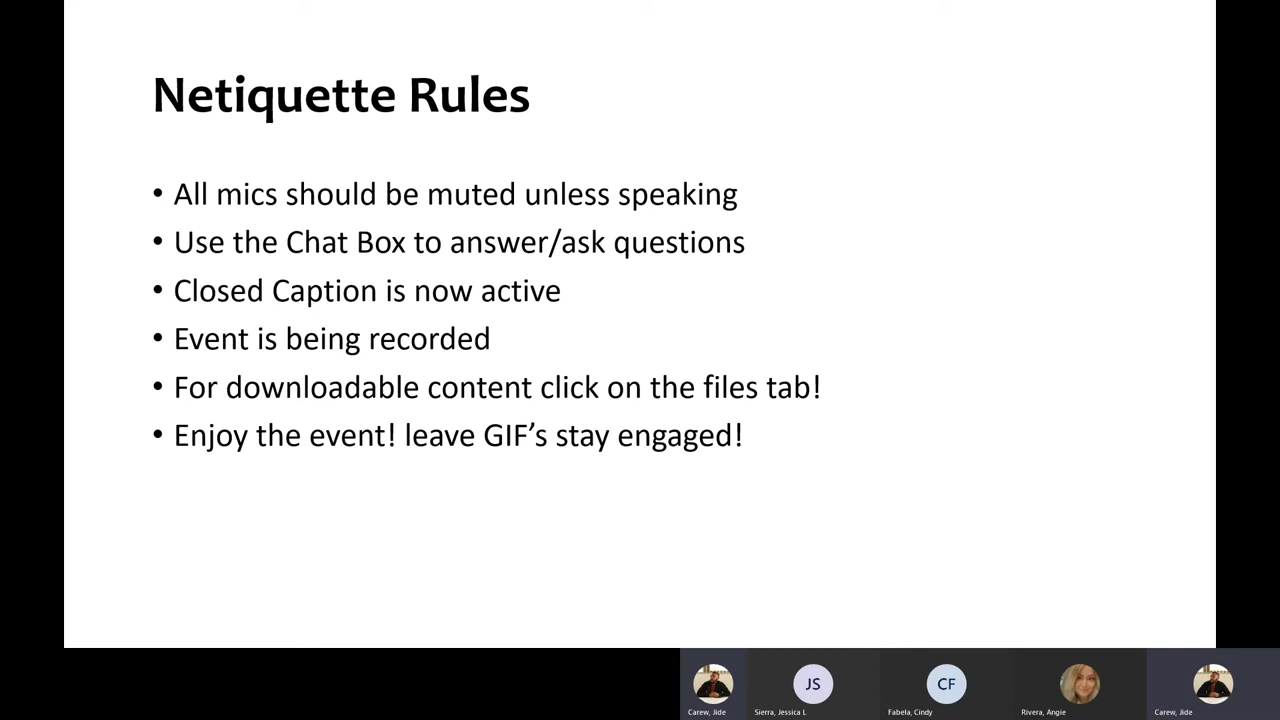 Netiquette Rules
• All mics should be muted unless speaking
• Use the Chat Box to answer/ask questions
• Closed Caption is now active
• Event is being recorded
• For downloadable content click on the files tab!
• Enjoy the event! leave GIF’s stay engaged!
JS
CF
Carew, Jide
Sierra, Jessica L
Fabela, Cindy
Rivera, Angie
Carew, Jide